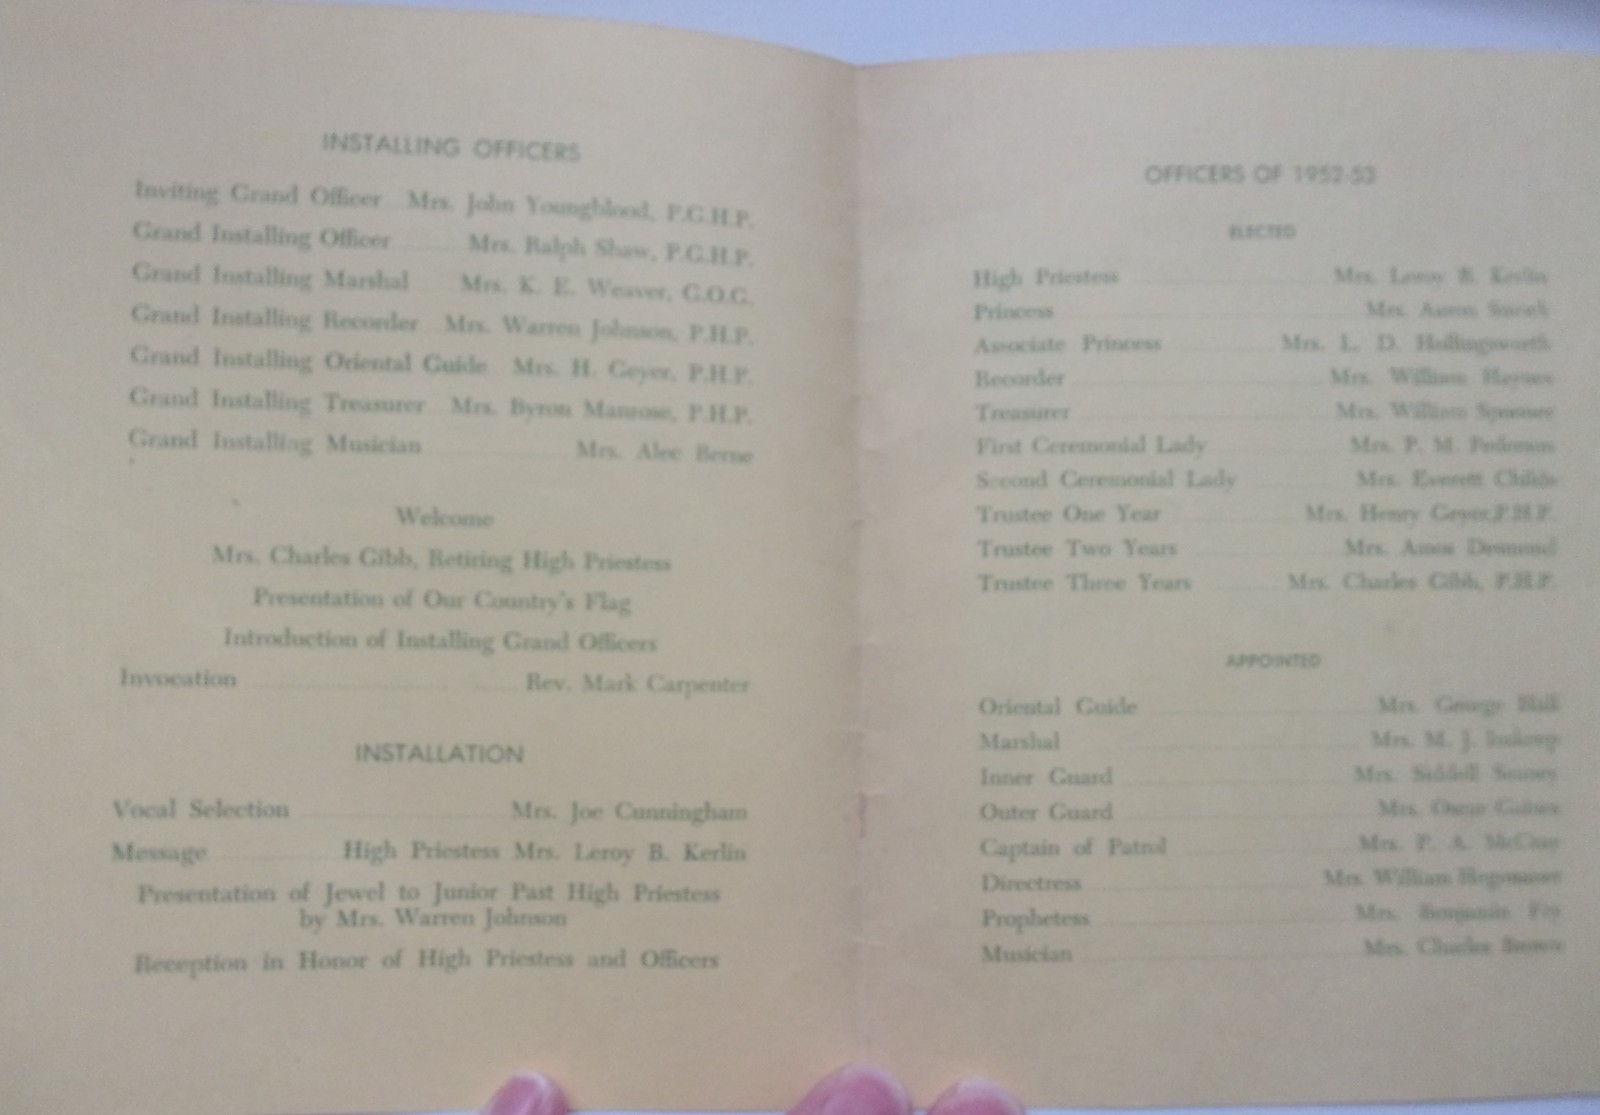 INSTALLING OFFICERS
Inviting Grand Officer Mrs. John Youngblood, P.G.H.P.
Grand Installing Officer Mrs. Ralph Shaw, P.G.H.P.
Grand Installing Marshal Mrs. K. E. Weaver, G.O.G.
Grand Installing Recorder Mrs. Warren Johnson, P.H.P.
Grand Installing Oriental Guide Mrs. H. Geyer, P.H.P.
Grand Installing Treasurer Mrs. Byron Manrose, P.H.P.
Grand Installing Musician Mrs. Alec Berne
Welcome
Mrs. Charles Gibb, Retiring High Priestess
Presentation of Our Country's Flag
Introduction of Installing Grand Officers
Invocation Rev. Mark Carpenter
INSTALLATION
Vocal Selection Mrs. Joe Cunningham
Message High Priestess Mrs. Leroy B. Kerlin
Presentation of Jewel to Junior Past High Priestess
by Mrs. Warren Johnson
Reception in Honor of High Priestess and Officers
OFFICERS OF 1952-53
ELECTED
High Priestess Mrs. Leroy B. Kerlin
Princess Mrs.
Associate Princess Mrs. L. D. Hollingsworth
Recorder Mrs. William Haynes
Treasurer Mrs. William
First Ceremonial Lady Mrs. P. M.
Second Ceremonial Lady Mrs. Everett Childs
Trustee One Year Mrs. Henry Geyer, P.H.P.
Trustee Two Years Mrs. Amos
Trustee Three Years Mrs. Charles Gibb, P.H.P.
APPOINTED
Oriental Guide Mrs. George Hall
Marshal Mrs. M. J.
Inner Guard Mrs.
Outer Guard Mrs.
Captain of Patrol Mrs. P. A.
Directress Mrs. William
Prophetess Mrs. Benjamin Fry
Musician Mrs. Charles Brown